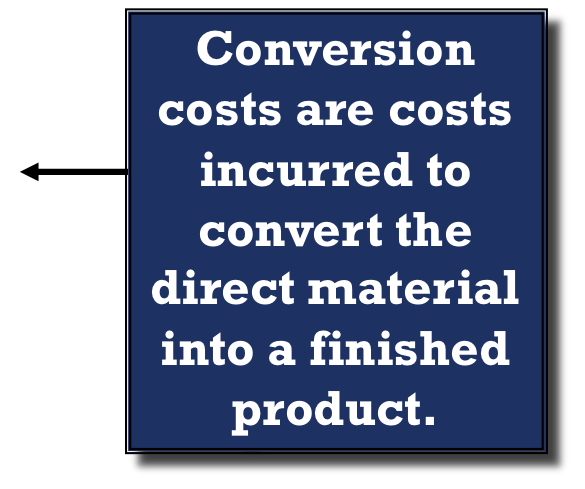 Conversion
costs are costs
incurred to
convert the
direct material
into a finished
product.